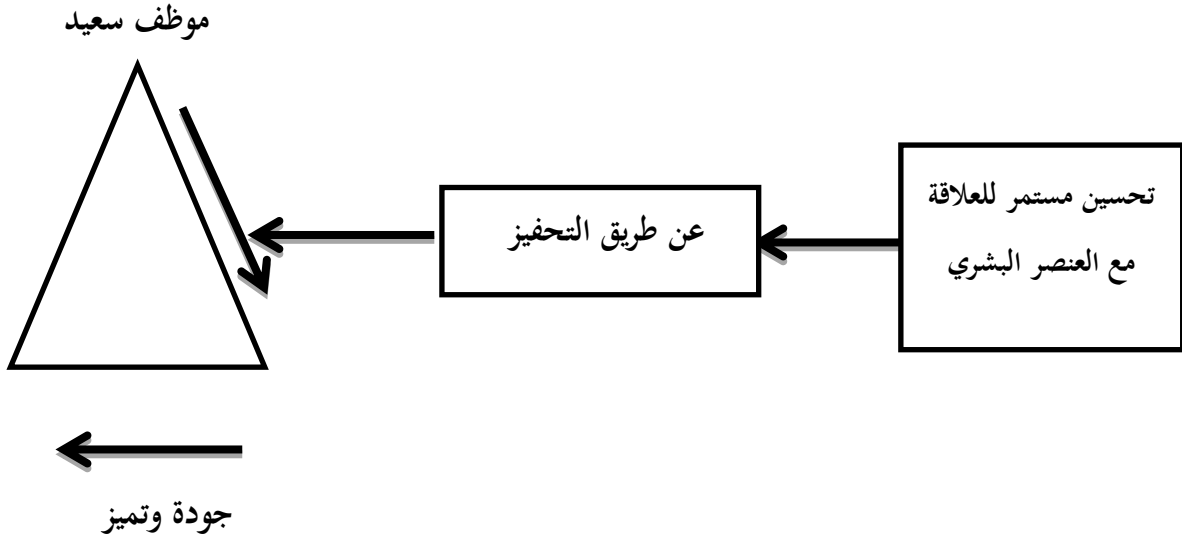 موظف سعيد
تحسين مستمر للعلاقة
مع العنصر البشري
عن طريق التحفيز
جودة وتميز